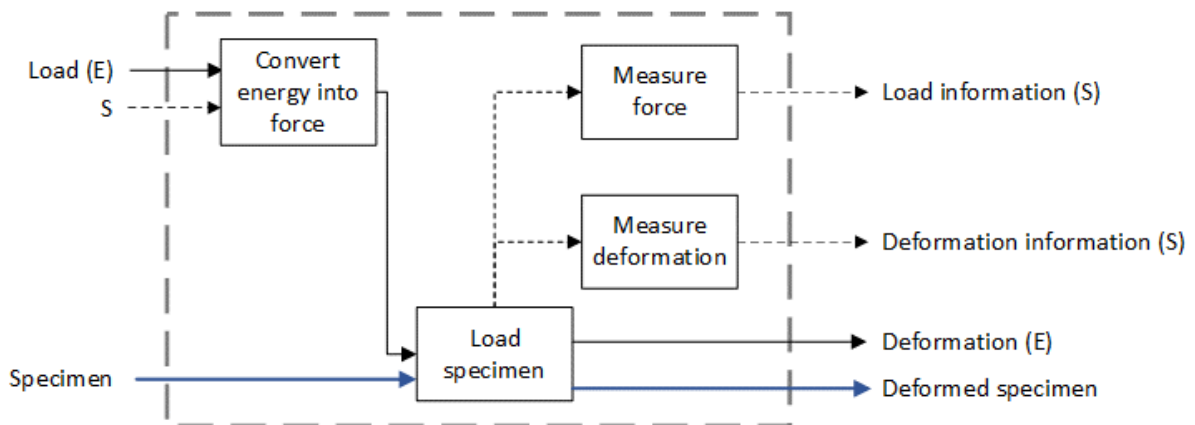 Load (E)
S
Convert
energy into
force
Measure
force
Load information (S)
Measure
deformation
Deformation information (S)
Load
specimen
Deformation (E)
Specimen
Deformed specimen